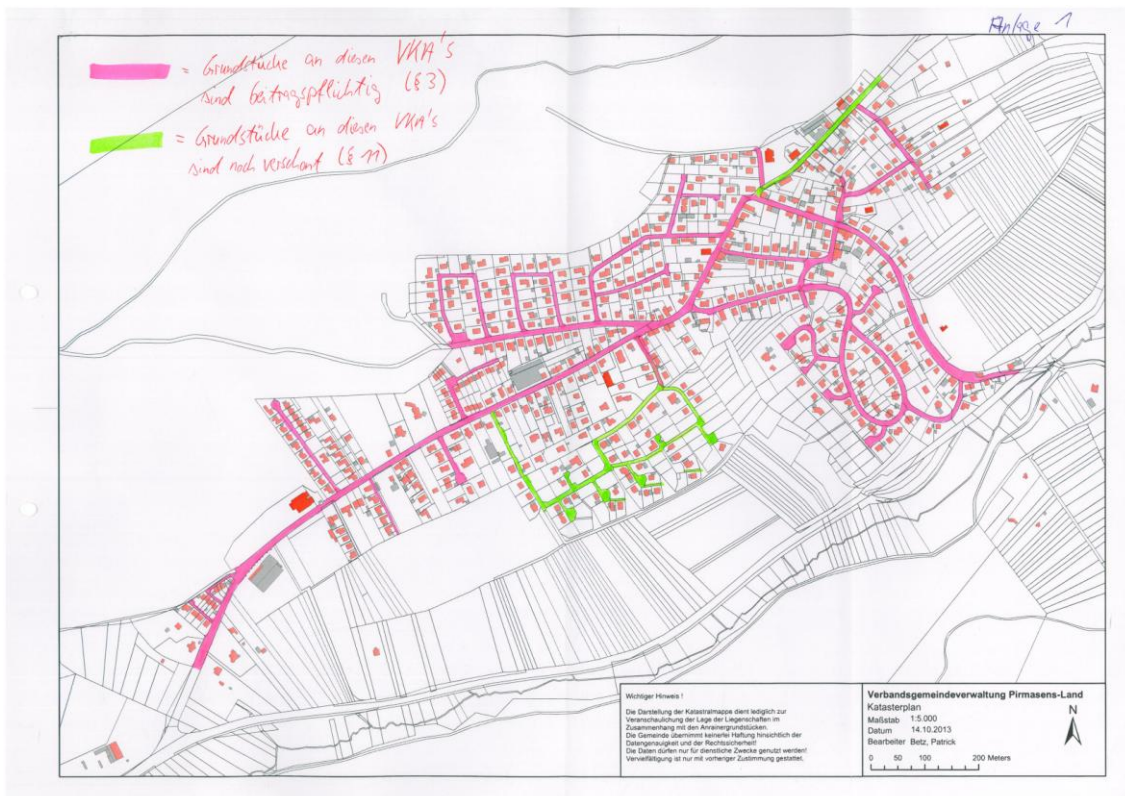 Anlage 1
= Grundstücke an diesen VKA's
sind beitragspflichtig (§ 3)
= Grundstücke an diesen VKA's
sind noch verschont (§ 11)
Wichtiger Hinweis !
Die Darstellung der Katastralmappe dient lediglich zur
Veranschaulichung der Lage der Liegenschaften im
Zusammenhang mit den Anrainergrundstücken.
Die Gemeinde übernimmt keinerlei Haftung hinsichtlich der
Datengenauigkeit und der Rechtssicherheit!
Die Daten dürfen nur für dienstliche Zwecke genutzt werden!
Vervielfältigung ist nur mit vorheriger Zustimmung gestattet.
Verbandsgemeindeverwaltung Pirmasens-Land
Katasterplan
Maßstab 1:5.000
Datum 14.10.2013
Bearbeiter Betz, Patrick
N
0 50 100 200 Meters